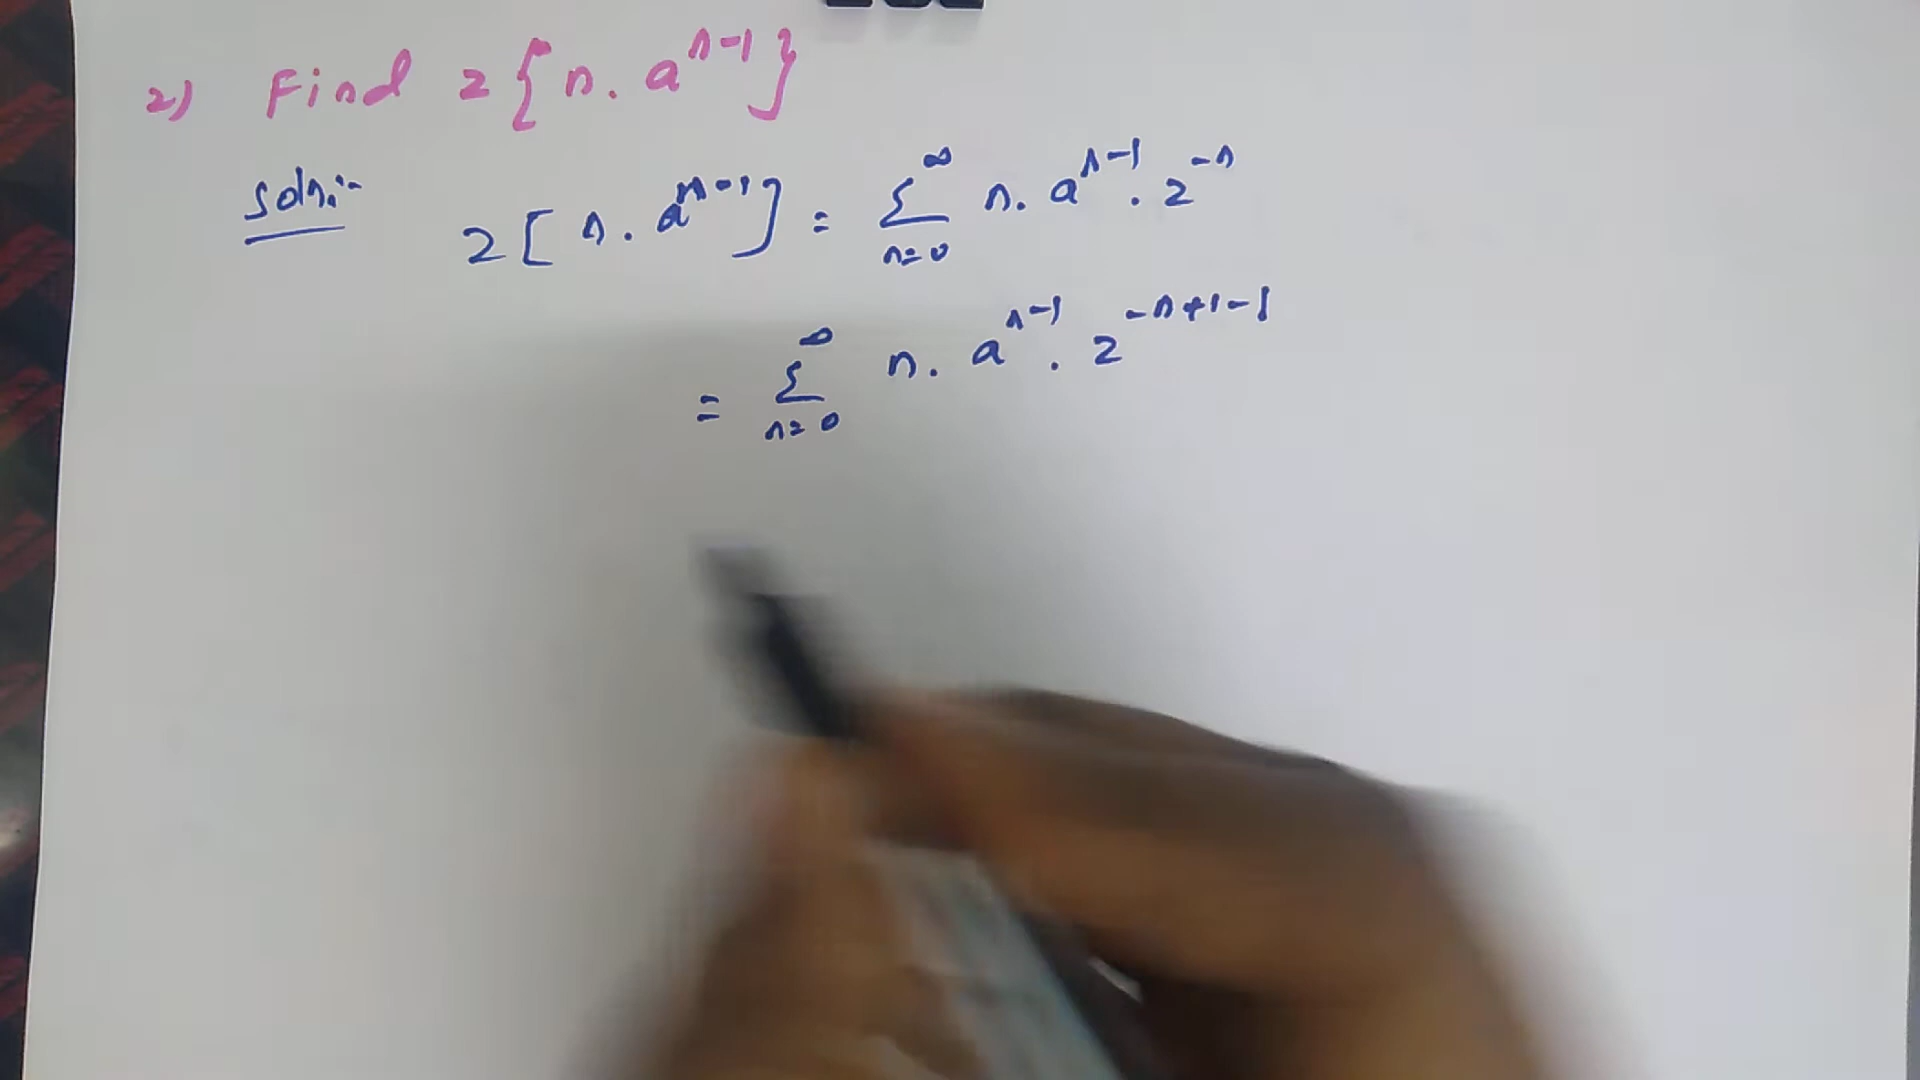 2) Find z{n.a^{n-1}}
Soln:- z[n.a^{n-1}] = Σ_{n=0}^{∞} n.a^{n-1}.z^{-n}
= Σ_{n=0}^{∞} n.a^{n-1}.z^{-n+1-1}